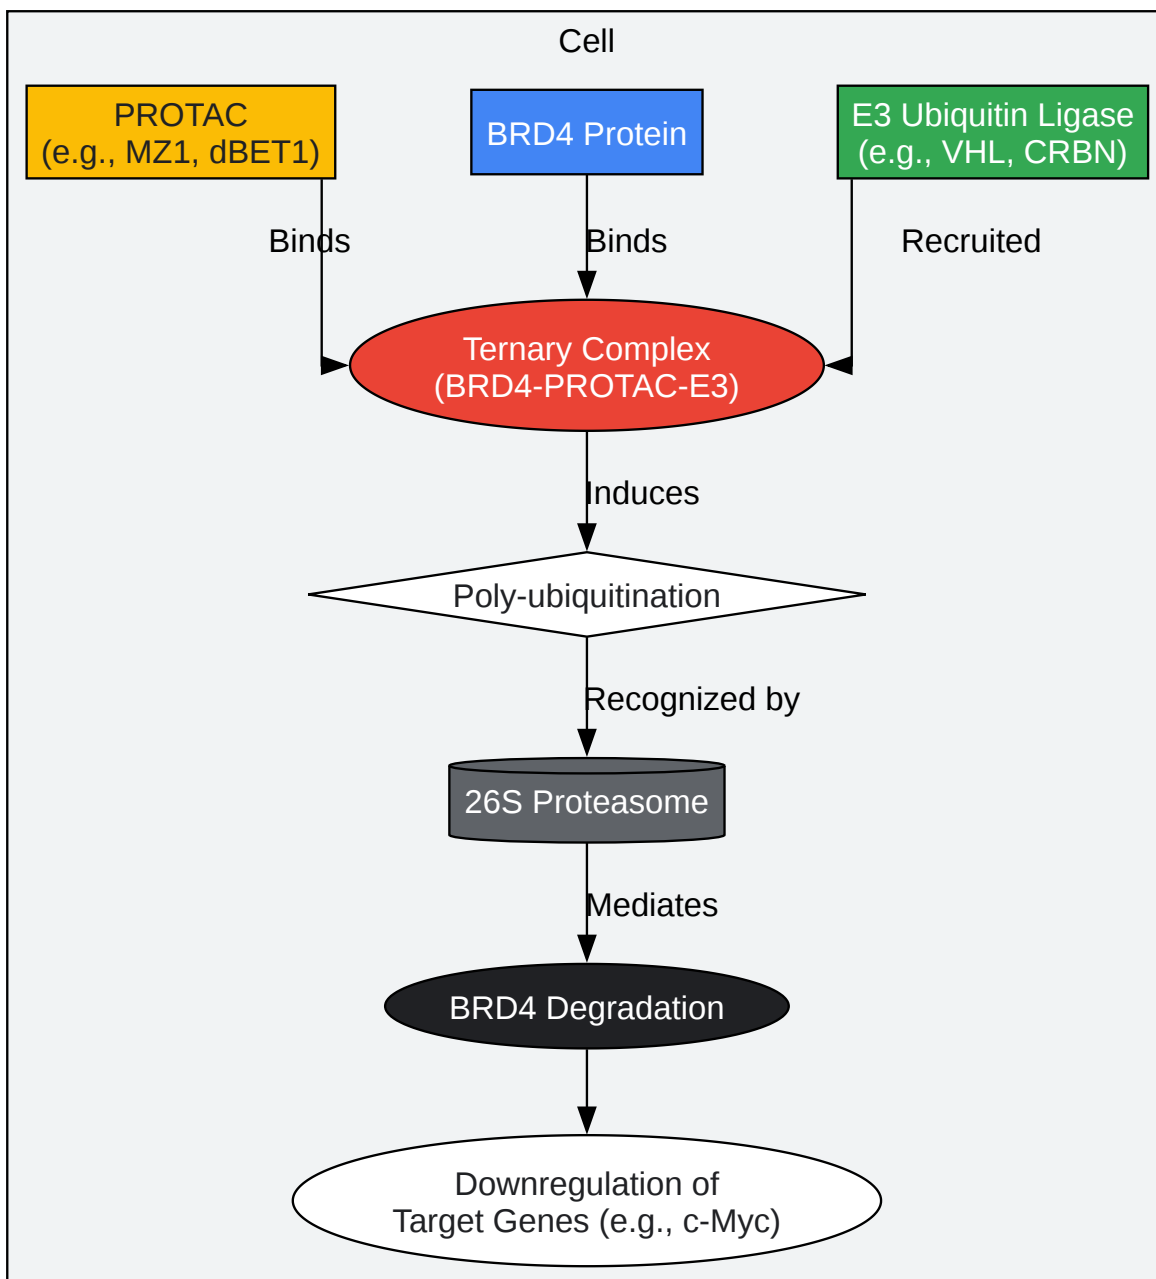 Cell
PROTAC
(e.g., MZ1, dBET1)
BRD4 Protein
E3 Ubiquitin Ligase
(e.g., VHL, CRBN)
Binds
Binds
Recruited
Ternary Complex
(BRD4-PROTAC-E3)
Induces
Poly-ubiquitination
Recognized by
26S Proteasome
Mediates
BRD4 Degradation
Downregulation of
Target Genes (e.g., c-Myc)